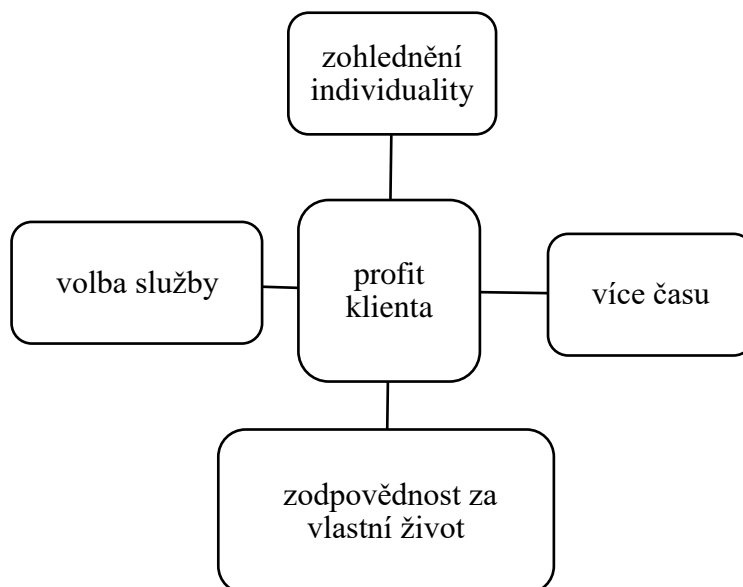 zohlednění
individuality
volba služby
profit
klienta
více času
zodpovědnost za
vlastní život